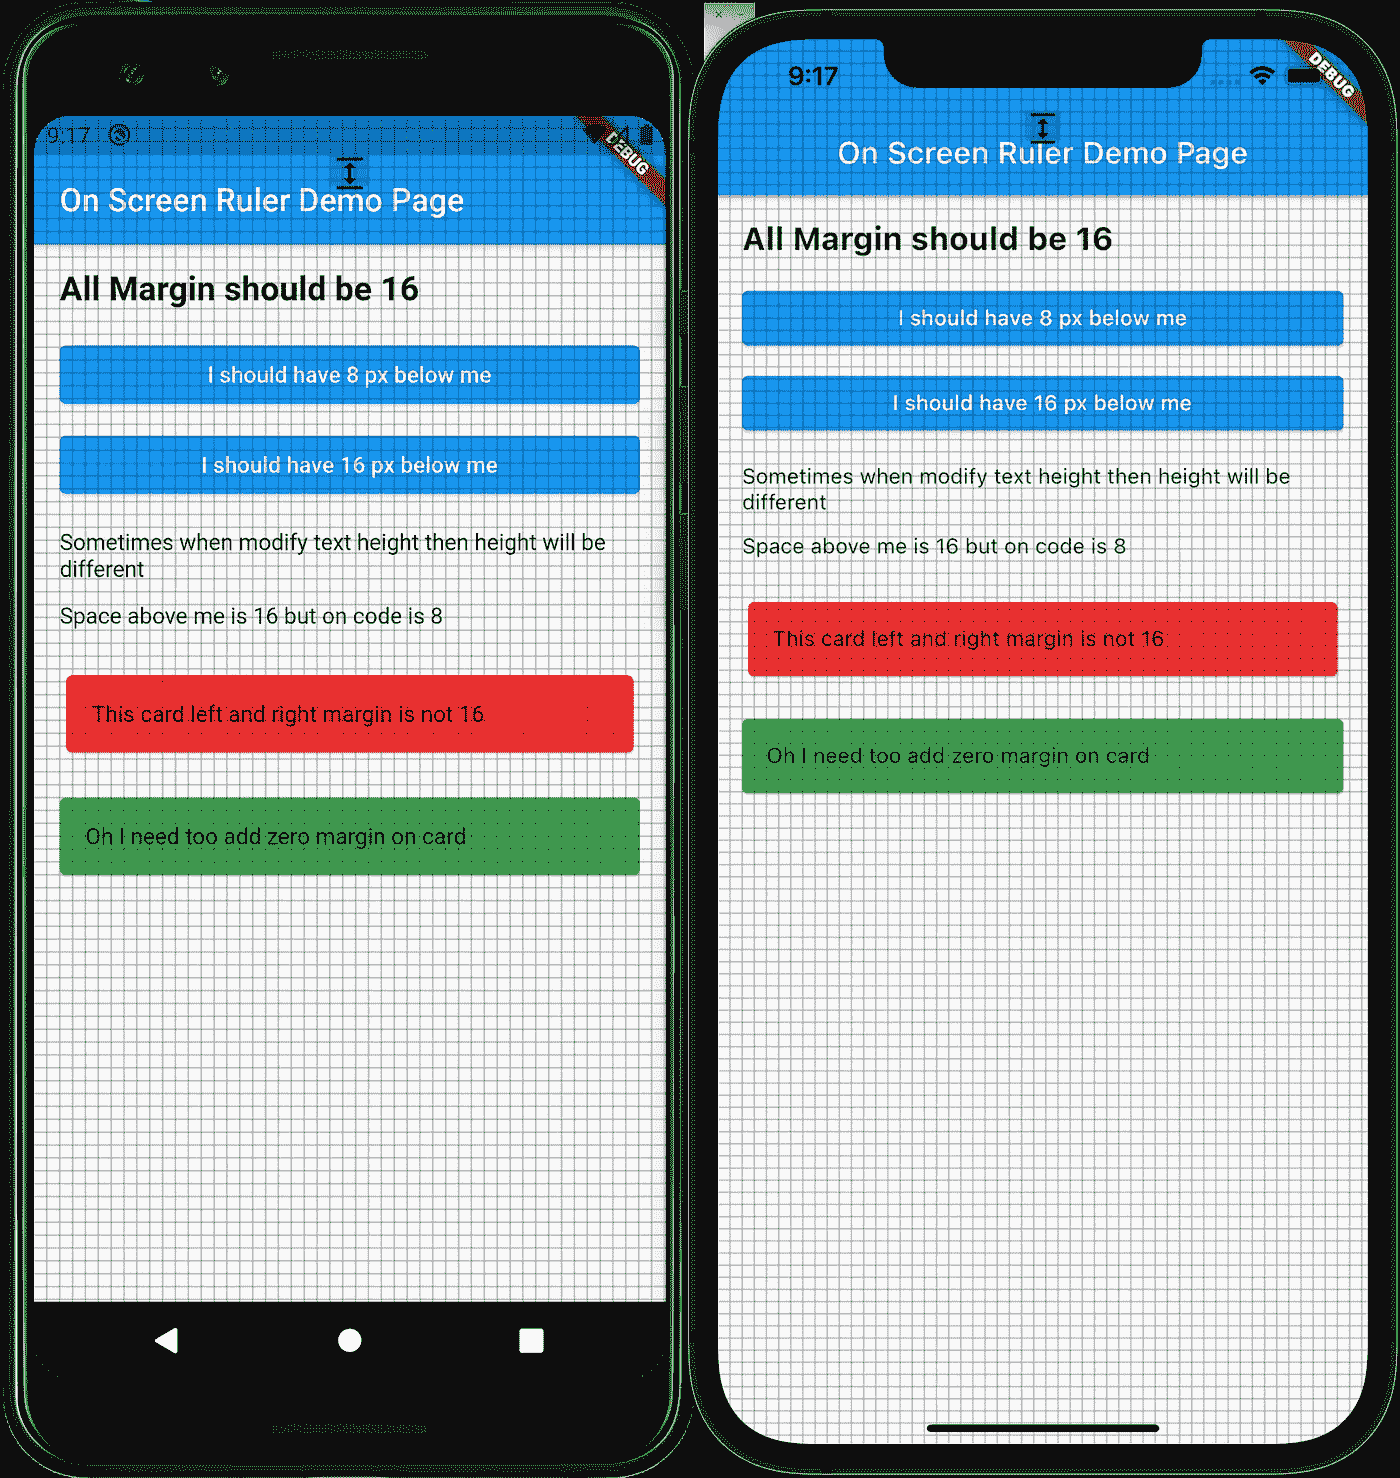 9:17
DEBUG
On Screen Ruler Demo Page
All Margin should be 16
I should have 8 px below me
I should have 16 px below me
Sometimes when modify text height then height will be
different
Space above me is 16 but on code is 8
This card left and right margin is not 16
Oh I need too add zero margin on card
9:17
DEBUG
On Screen Ruler Demo Page
All Margin should be 16
I should have 8 px below me
I should have 16 px below me
Sometimes when modify text height then height will be
different
Space above me is 16 but on code is 8
This card left and right margin is not 16
Oh I need too add zero margin on card